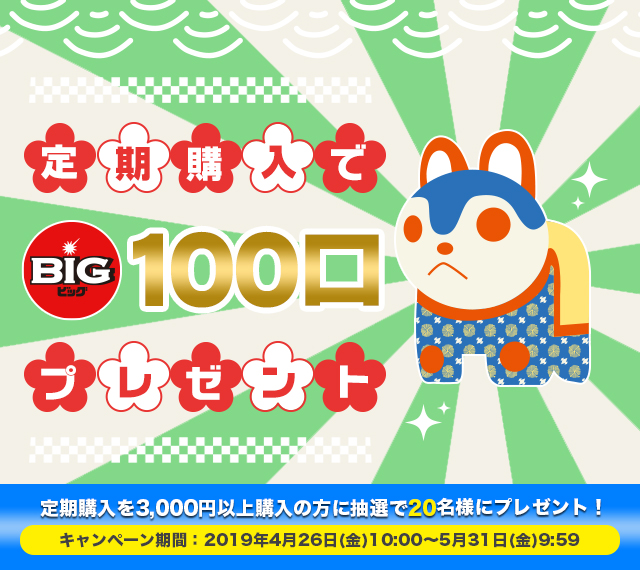 定期購入で
BIG
ビッグ
100口
プレゼント
定期購入を3,000円以上購入の方に抽選で20名様にプレゼント！
キャンペーン期間：2019年4月26日(金)10:00〜5月31日(金)9:59